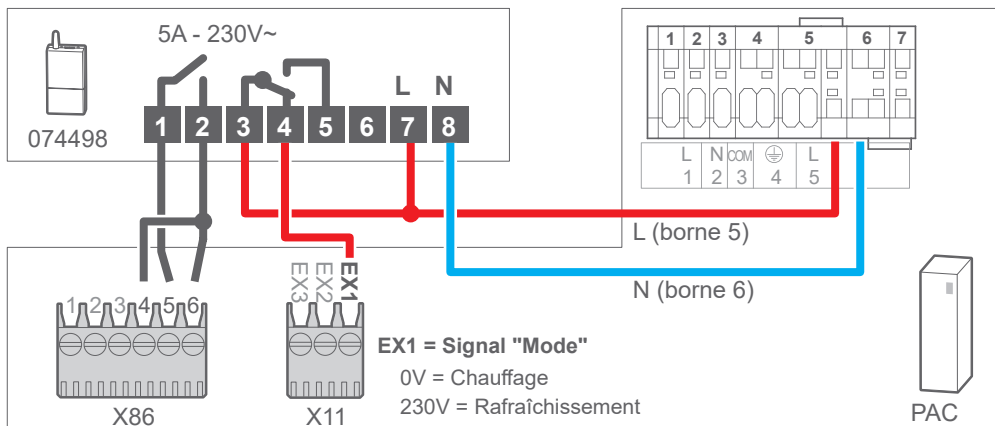 5A - 230V~
074498
L N
1 2 3 4 5 6 7 8
1 2 3 4 5 6 7
L N COM L
1 2 3 4 5
L (borne 5)
N (borne 6)
EX3 EX2 EX1
1 2 3 4 5 6
EX1 = Signal "Mode"
0V = Chauffage
230V = Rafraîchissement
X86
X11
PAC